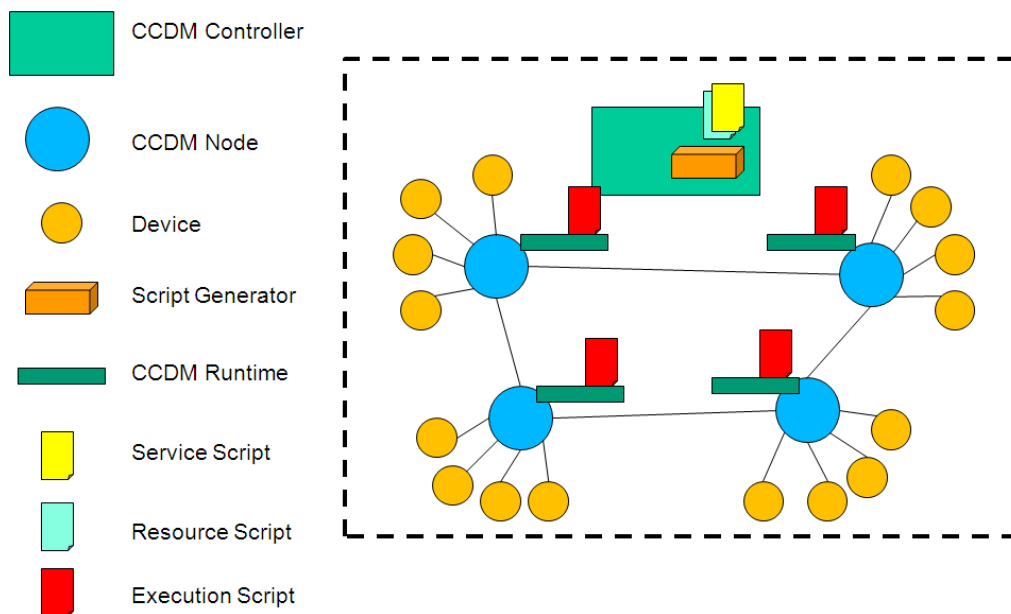 CCDM Controller
CCDM Node
Device
Script Generator
CCDM Runtime
Service Script
Resource Script
Execution Script